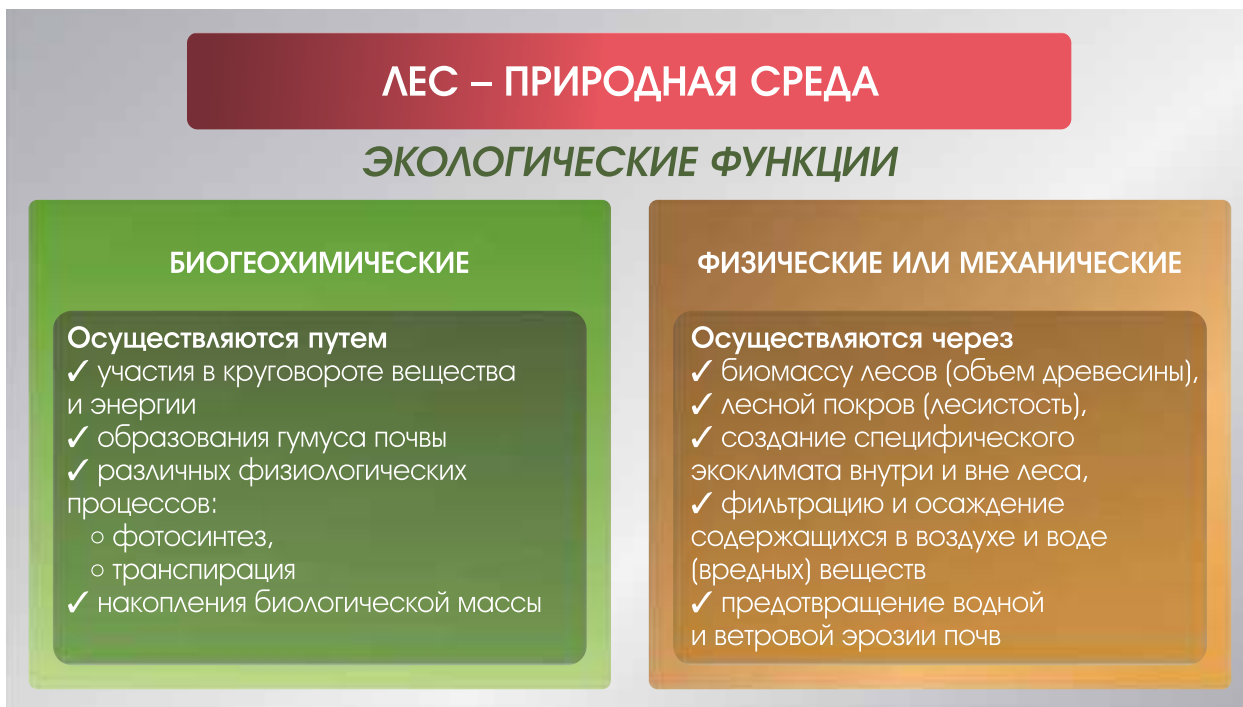 ЛЕС – ПРИРОДНАЯ СРЕДА
ЭКОЛОГИЧЕСКИЕ ФУНКЦИИ
БИОГЕОХИМИЧЕСКИЕ
Осуществляются путем
✓ участия в круговороте вещества
и энергии
✓ образования гумуса почвы
✓ различных физиологических
процессов:
○ фотосинтез,
○ транспирация
✓ накопления биологической массы
ФИЗИЧЕСКИЕ ИЛИ МЕХАНИЧЕСКИЕ
Осуществляются через
✓ биомассу лесов (объем древесины),
✓ лесной покров (лесистость),
✓ создание специфического
экоклимата внутри и вне леса,
✓ фильтрацию и осаждение
содержащихся в воздухе и воде
(вредных) веществ
✓ предотвращение водной
и ветровой эрозии почв